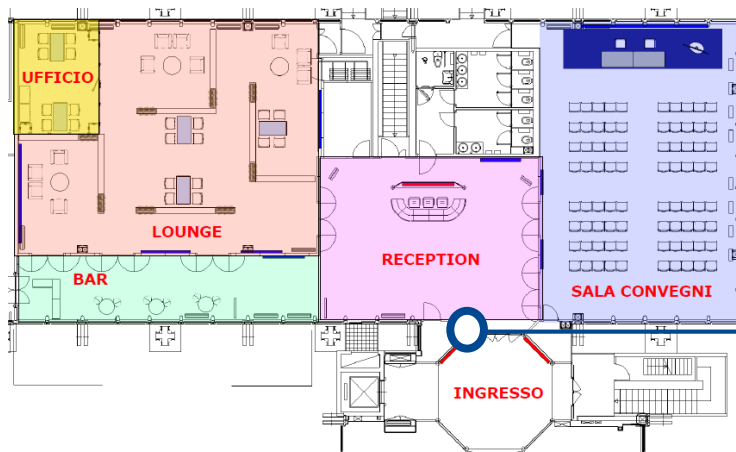 UFFICIO
LOUNGE
BAR
RECEPTION
SALA CONVEGNI
INGRESSO